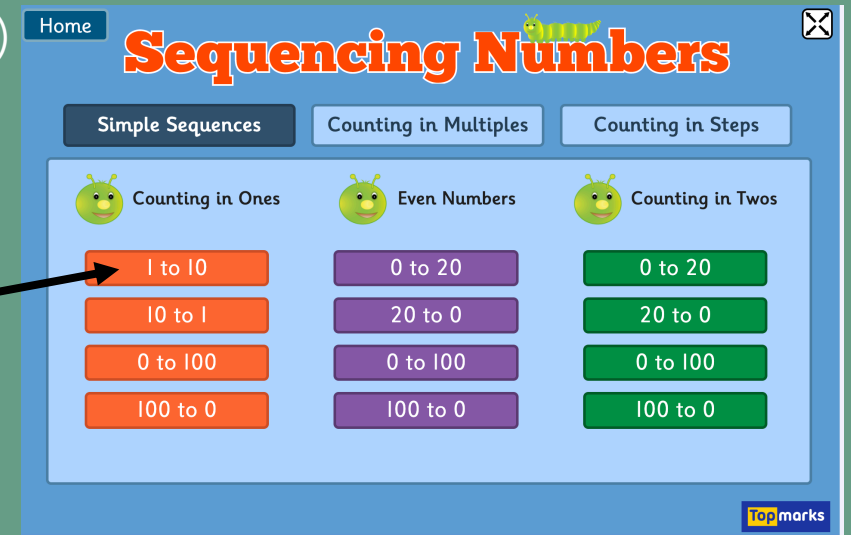 Home
Sequencing Numbers
Simple Sequences
Counting in Multiples
Counting in Steps
Counting in Ones
1 to 10
10 to 1
0 to 100
100 to 0
Even Numbers
0 to 20
20 to 0
0 to 100
100 to 0
Counting in Twos
0 to 20
20 to 0
0 to 100
100 to 0
Topmarks